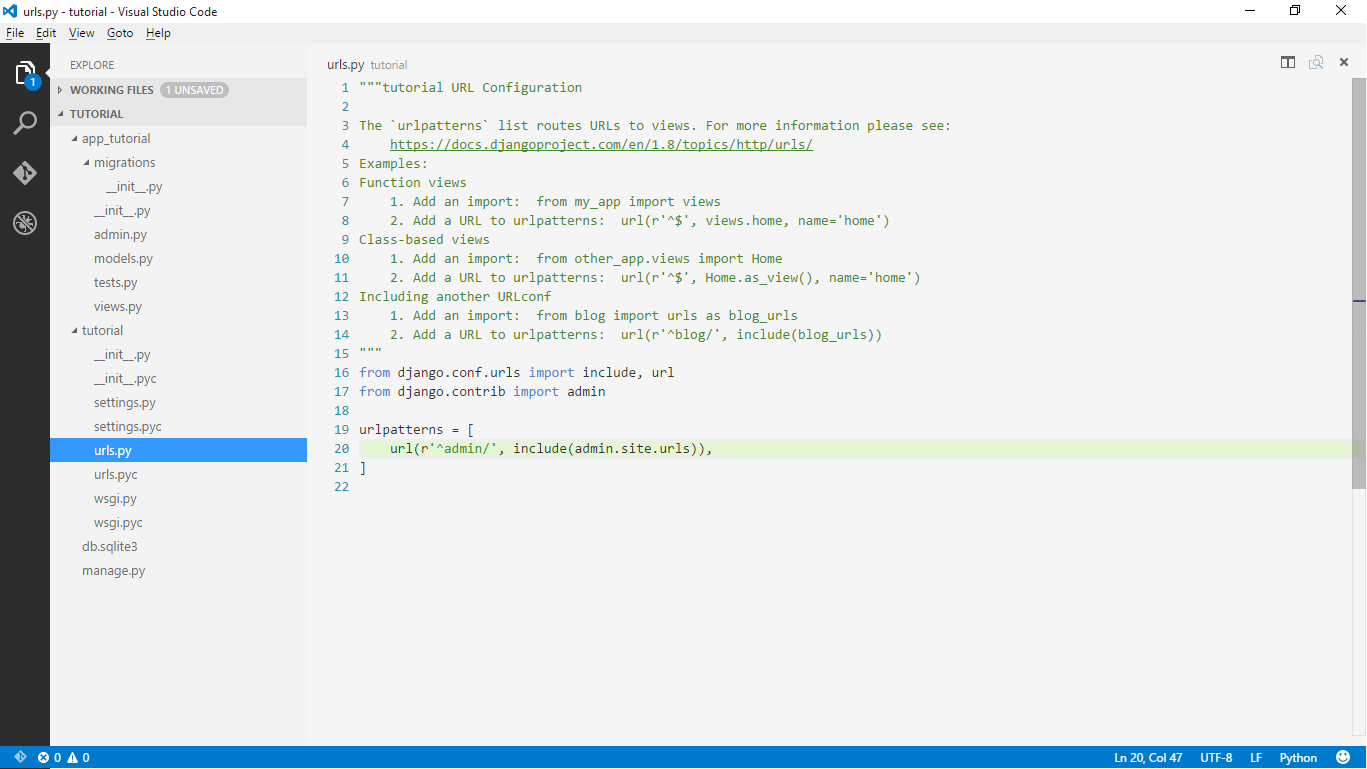 urls.py - tutorial - Visual Studio Code
File Edit View Goto Help
EXPLORE
WORKING FILES 1 UNSAVED
TUTORIAL
app_tutorial
migrations
__init__.py
__init__.py
admin.py
models.py
tests.py
views.py
tutorial
__init__.py
__init__.pyc
settings.py
settings.pyc
urls.py
urls.pyc
wsgi.py
wsgi.pyc
db.sqlite3
manage.py
1
urls.py tutorial
1 """tutorial URL Configuration
2
3 The `urlpatterns` list routes URLs to views. For more information please see:
4     https://docs.djangoproject.com/en/1.8/topics/http/urls/
5 Examples:
6 Function views
7     1. Add an import:  from my_app import views
8     2. Add a URL to urlpatterns:  url(r'^$', views.home, name='home')
9 Class-based views
10     1. Add an import:  from other_app.views import Home
11     2. Add a URL to urlpatterns:  url(r'^$', Home.as_view(), name='home')
12 Including another URLconf
13     1. Add an import:  from blog import urls as blog_urls
14     2. Add a URL to urlpatterns:  url(r'^blog/', include(blog_urls))
15 """
16 from django.conf.urls import include, url
17 from django.contrib import admin
18
19 urlpatterns = [
20     url(r'^admin/', include(admin.site.urls)),
21 ]
22
0 0 Ln 20, Col 47 UTF-8 LF Python